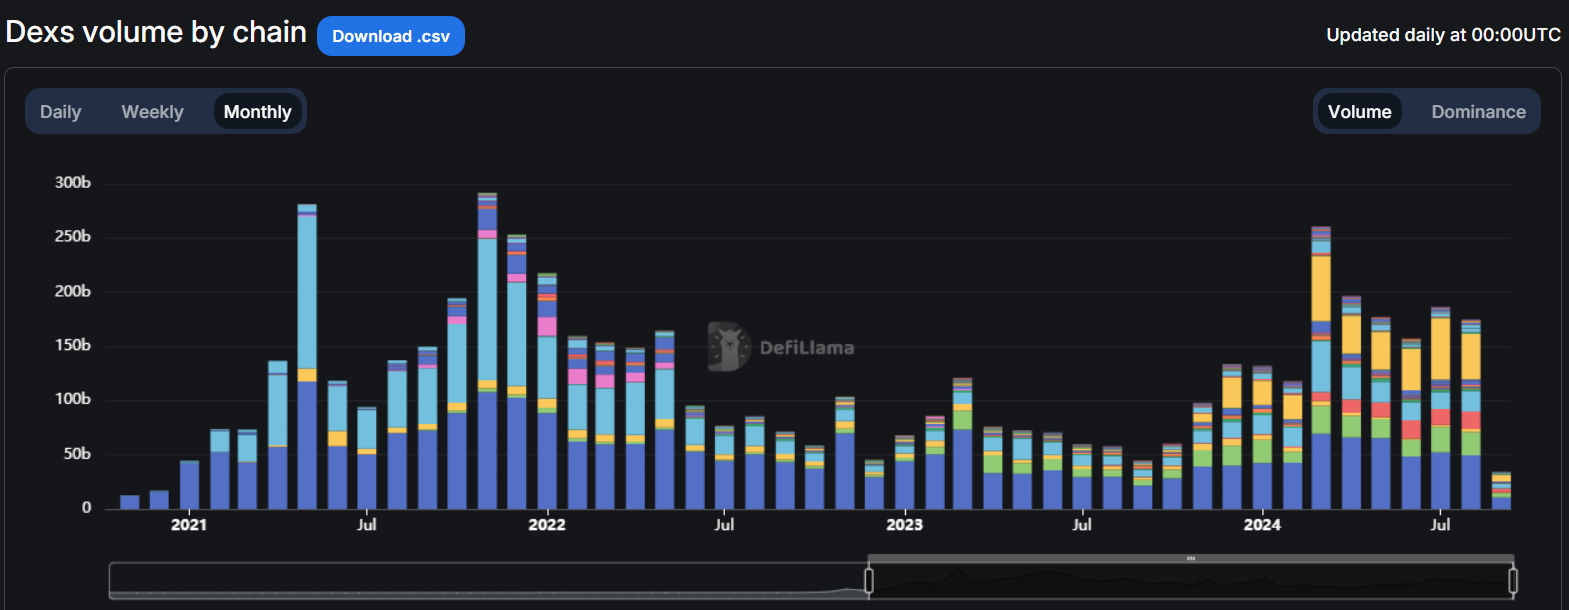 Dexs volume by chain
Download .csv
Updated daily at 00:00UTC
Daily Weekly Monthly
Volume Dominance
300b
250b
200b
150b
100b
50b
0
DefiLlama
2021 Jul 2022 Jul 2023 Jul 2024 Jul